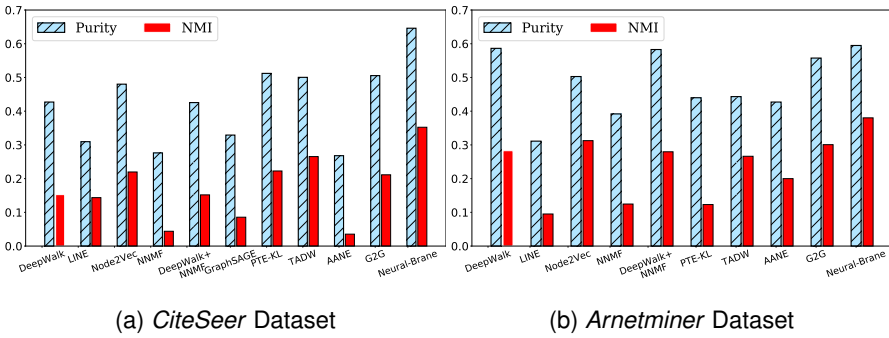 0.7
0.6
0.5
0.4
0.3
0.2
0.1
0.0
Purity NMI
DeepWalk LINE Node2Vec NNMF DeepWalk+ NNMF GraphSAGE PTE-KL TADW AANE G2G Neural-Brane
(a) CiteSeer Dataset
0.7
0.6
0.5
0.4
0.3
0.2
0.1
0.0
Purity NMI
DeepWalk LINE Node2Vec NNMF DeepWalk+ NNMF PTE-KL TADW AANE G2G Neural-Brane
(b) Arnetminer Dataset